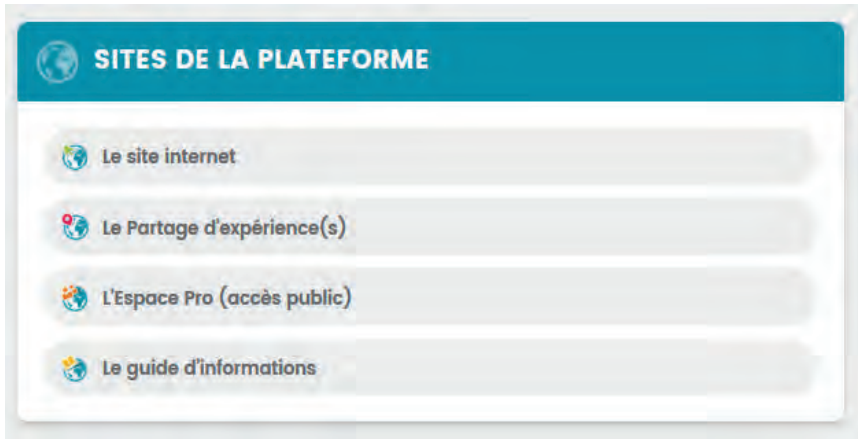 SITES DE LA PLATEFORME
Le site internet
Le Partage d'expérience(s)
L'Espace Pro (accès public)
Le guide d'informations